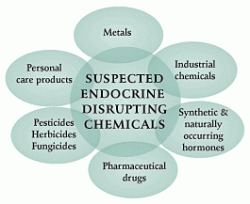 Metals
Personal
care products
Industrial
chemicals
SUSPECTED
ENDOCRINE
DISRUPTING
CHEMICALS
Pesticides
Herbicides
Fungicides
Synthetic &
naturally
occurring
hormones
Pharmaceutical
drugs